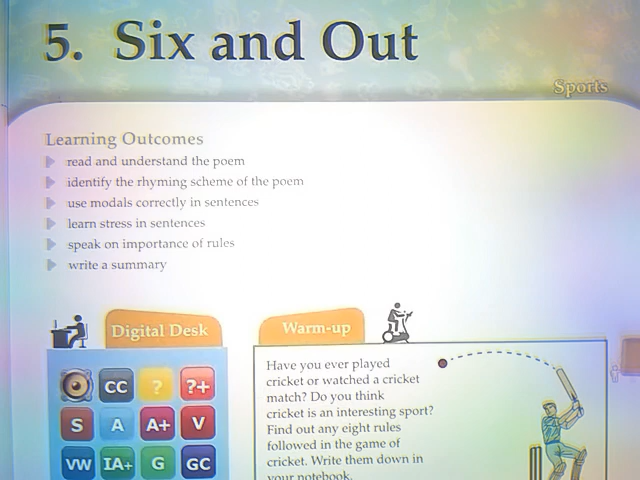 5. Six and Out
Sports
Learning Outcomes
read and understand the poem
identify the rhyming scheme of the poem
use modals correctly in sentences
learn stress in sentences
speak on importance of rules
write a summary
Digital Desk
CC ? ?+
S A A+ V
VW IA+ G GC
Warm-up
Have you ever played
cricket or watched a cricket
match? Do you think
cricket is an interesting sport?
Find out any eight rules
followed in the game of
cricket. Write them down in
your notebook.